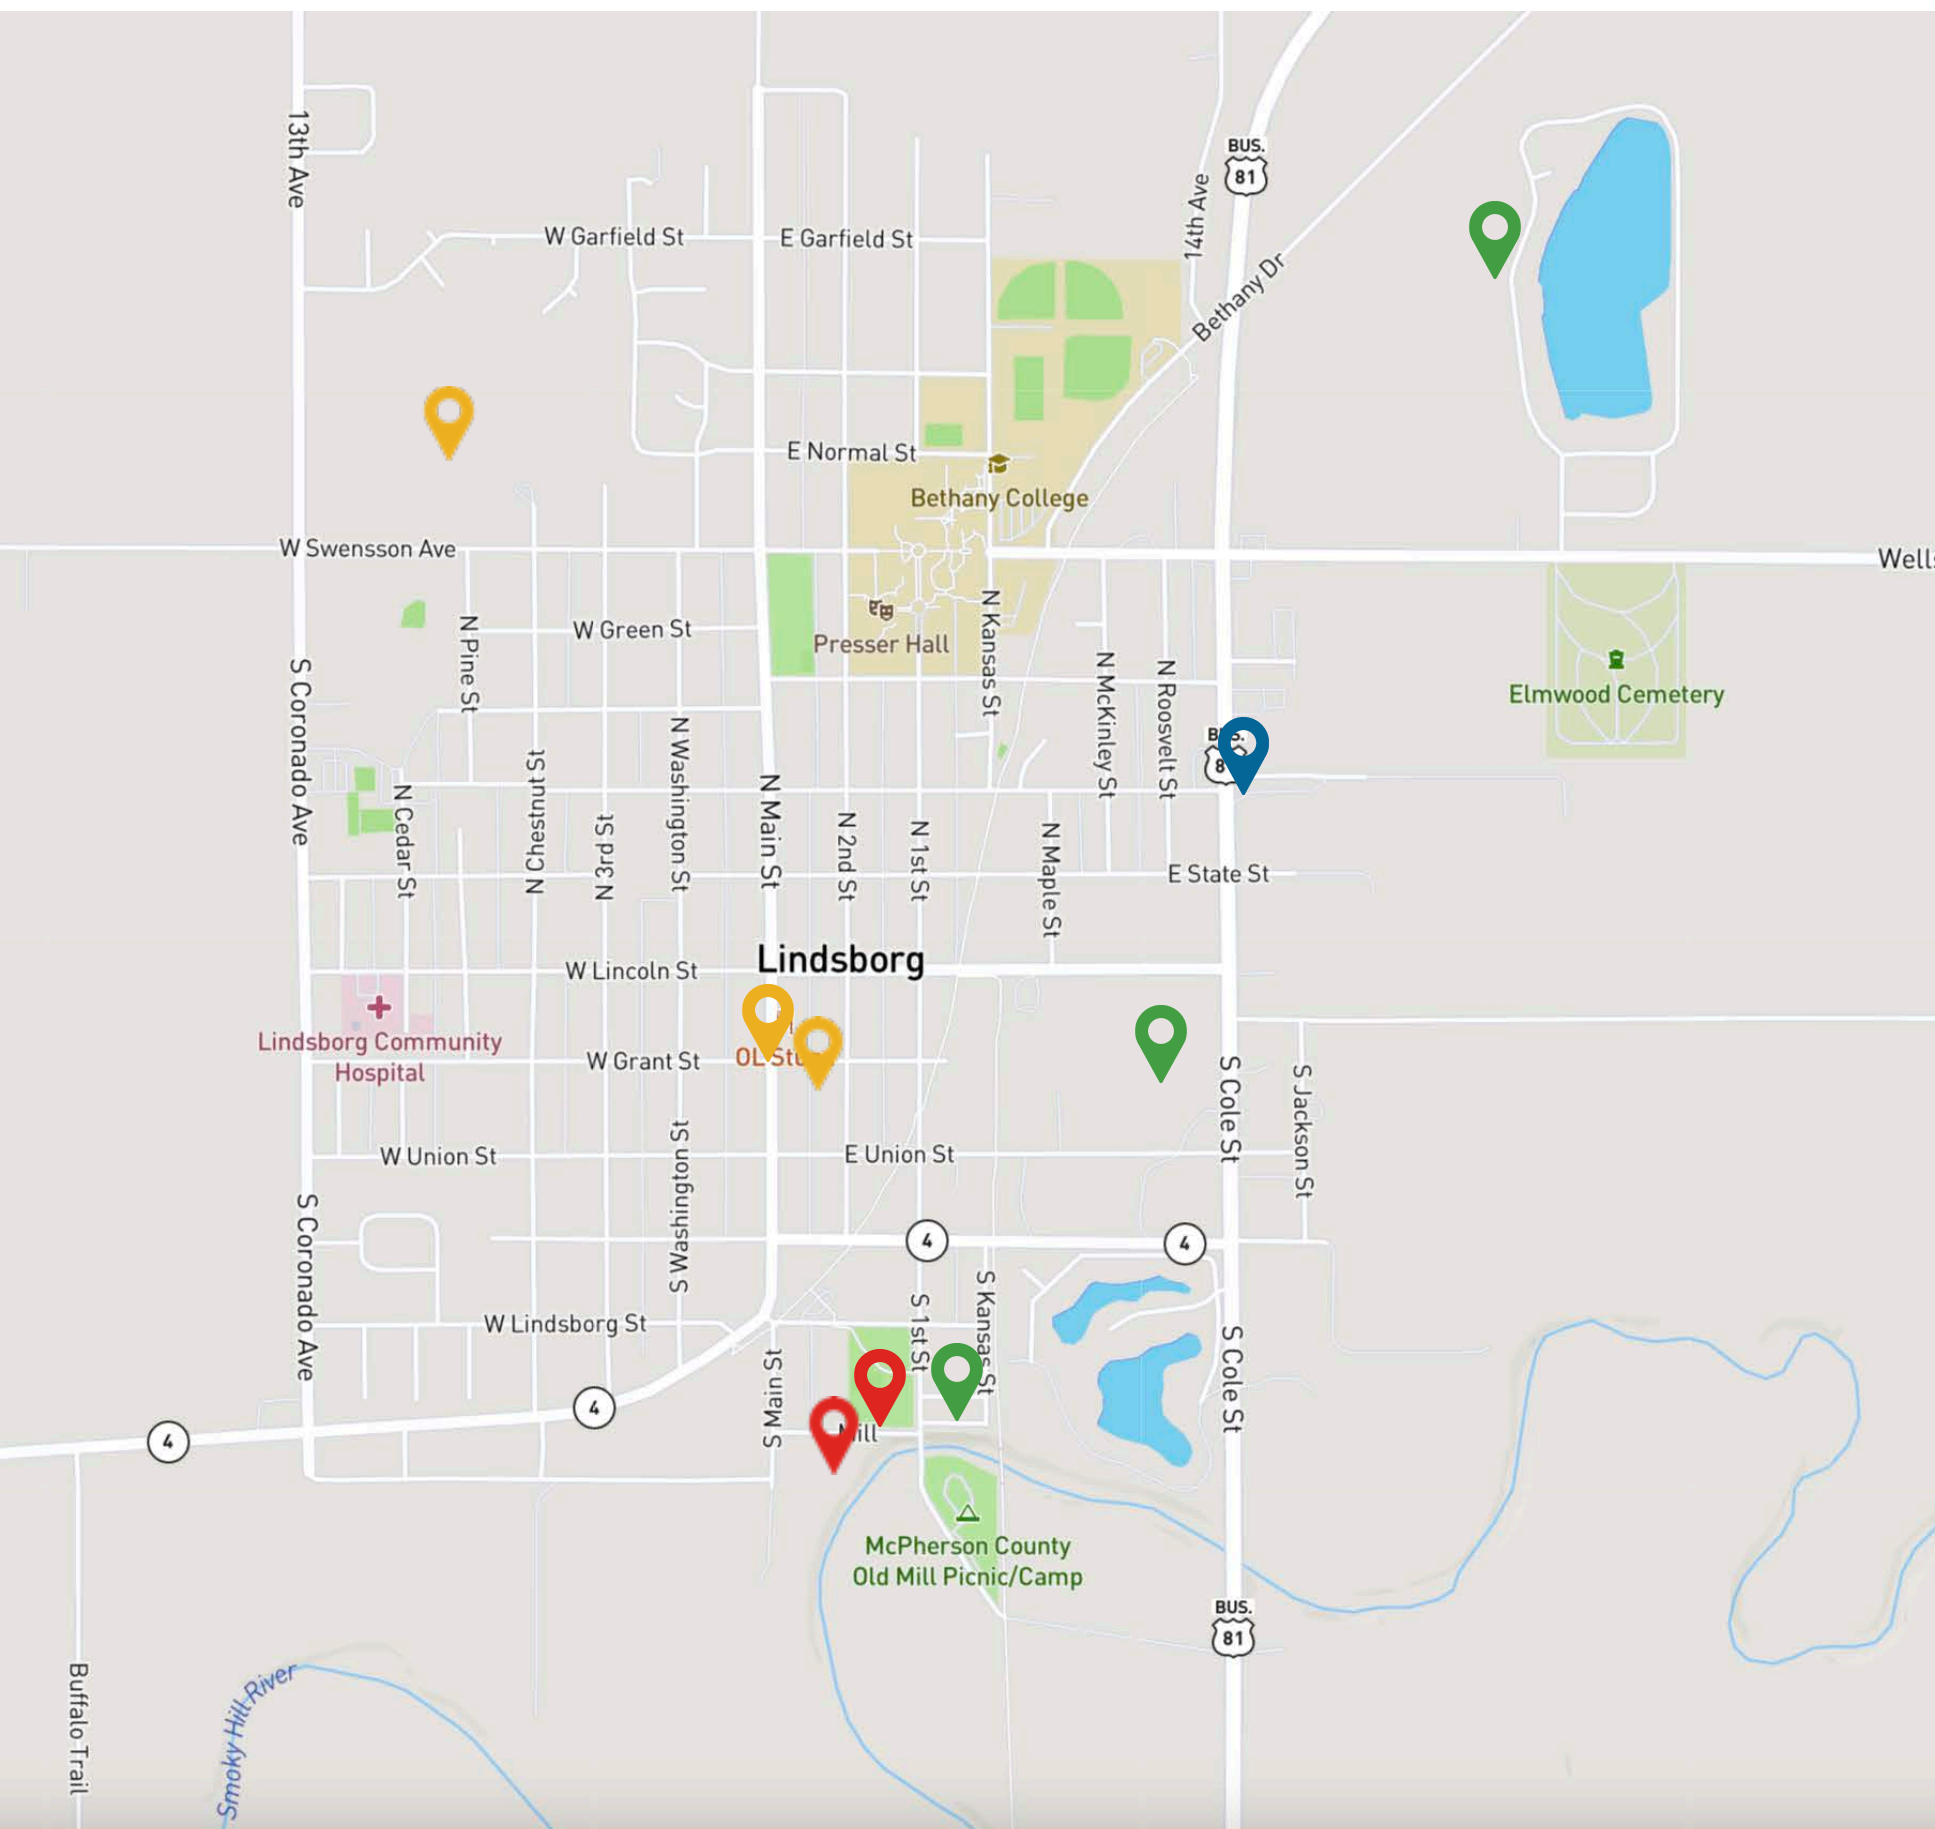 BUS.
81
13th Ave
14th Ave
W Garfield St
E Garfield St
Bethany Dr
E Normal St
Bethany College
W Swensson Ave
Wells
N Pine St
W Green St
Presser Hall
N Kansas St
N McKinley St
N Roosvelt St
Elmwood Cemetery
S Coronado Ave
N Washington St
N Chestnut St
N 3rd St
N Cedar St
N Main St
N 2nd St
N 1st St
N Maple St
E State St
Lindsborg
W Lincoln St
Lindsborg Community
Hospital
W Grant St
S Cole St
S Jackson St
W Union St
E Union St
S Washington St
S Coronado Ave
4
4
S Kansas St
S 1st St
W Lindsborg St
S Main St
S Cole St
4
4
McPherson County
Old Mill Picnic/Camp
BUS.
81
Buffalo Trail
Smoky Hill River